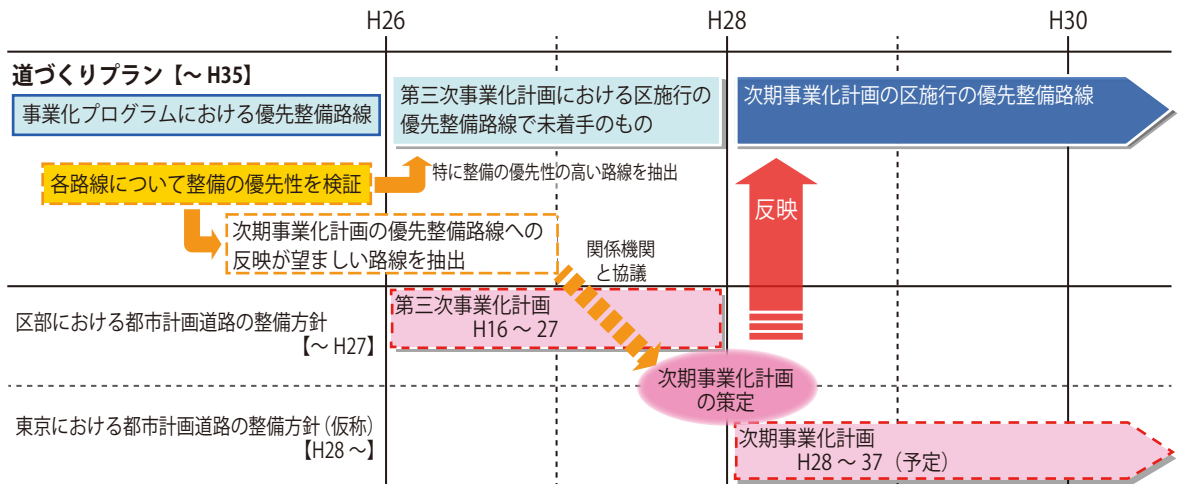 H26
H28
H30
道づくりプラン【～ H35】
事業化プログラムにおける優先整備路線
第三次事業化計画における区施行の
優先整備路線で未着手のもの
次期事業化計画の区施行の優先整備路線
各路線について整備の優先性を検証
特に整備の優先性の高い路線を抽出
次期事業化計画の優先整備路線への
反映が望ましい路線を抽出
関係機関
と協議
反映
区部における都市計画道路の整備方針
【～ H27】
第三次事業化計画
H16 ～ 27
次期事業化計画
の策定
東京における都市計画道路の整備方針（仮称）
【H28 ～】
次期事業化計画
H28 ～ 37（予定）